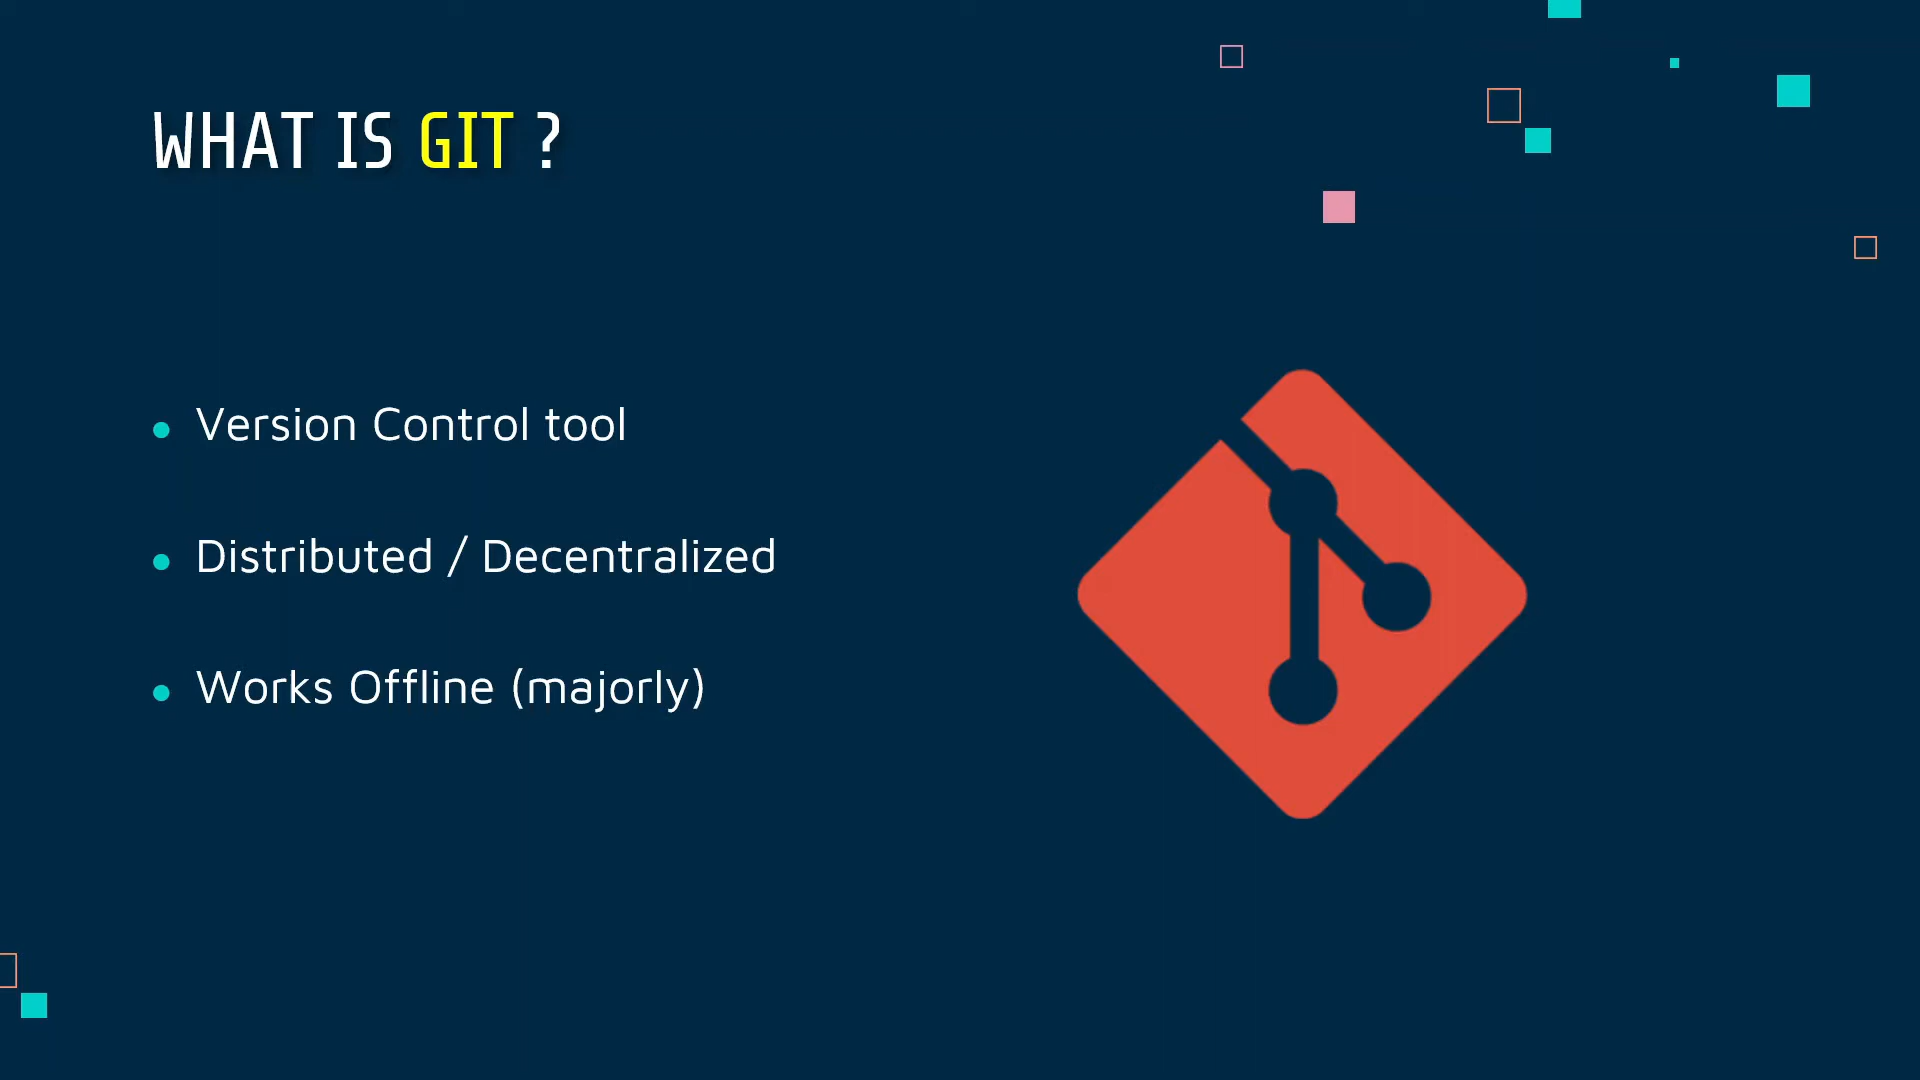 WHAT IS GIT ?
Version Control tool
Distributed / Decentralized
Works Offline (majorly)